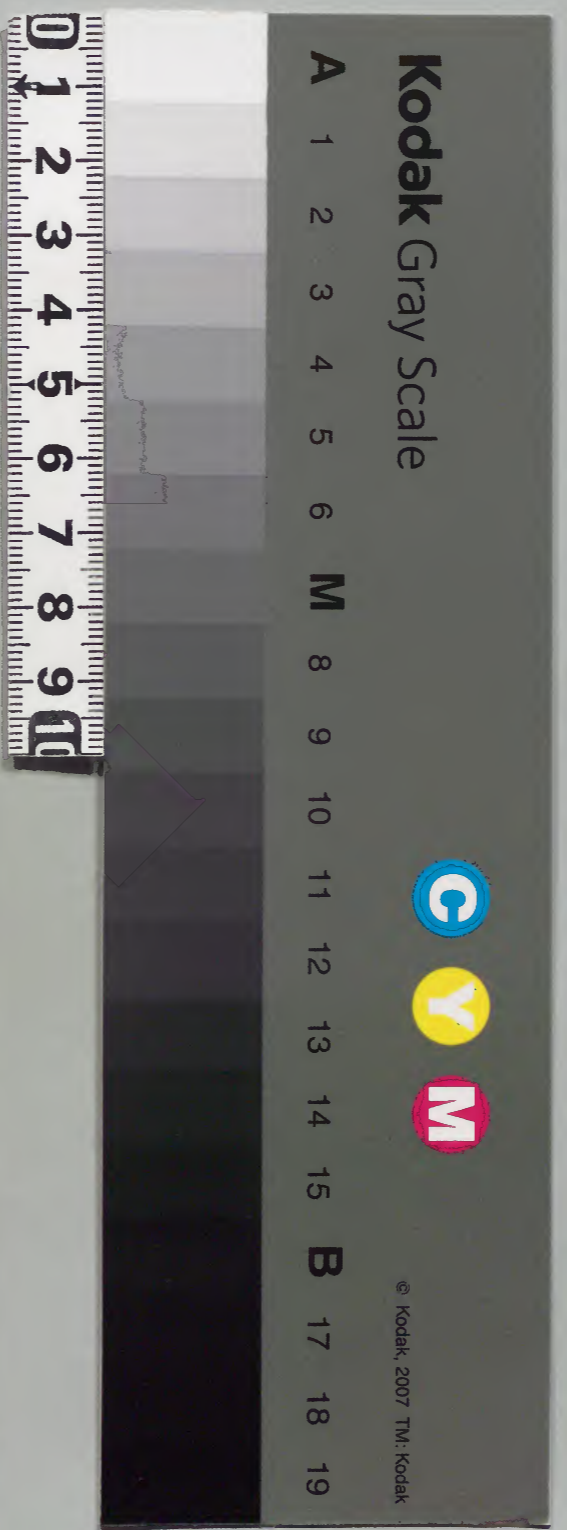 Kodak Gray Scale
C Y M
© Kodak, 2007 TM: Kodak
A 1 2 3 4 5 6 M 8 9 10 11 12 13 14 15 B 17 18 19
0 1 2 3 4 5 6 7 8 9 10